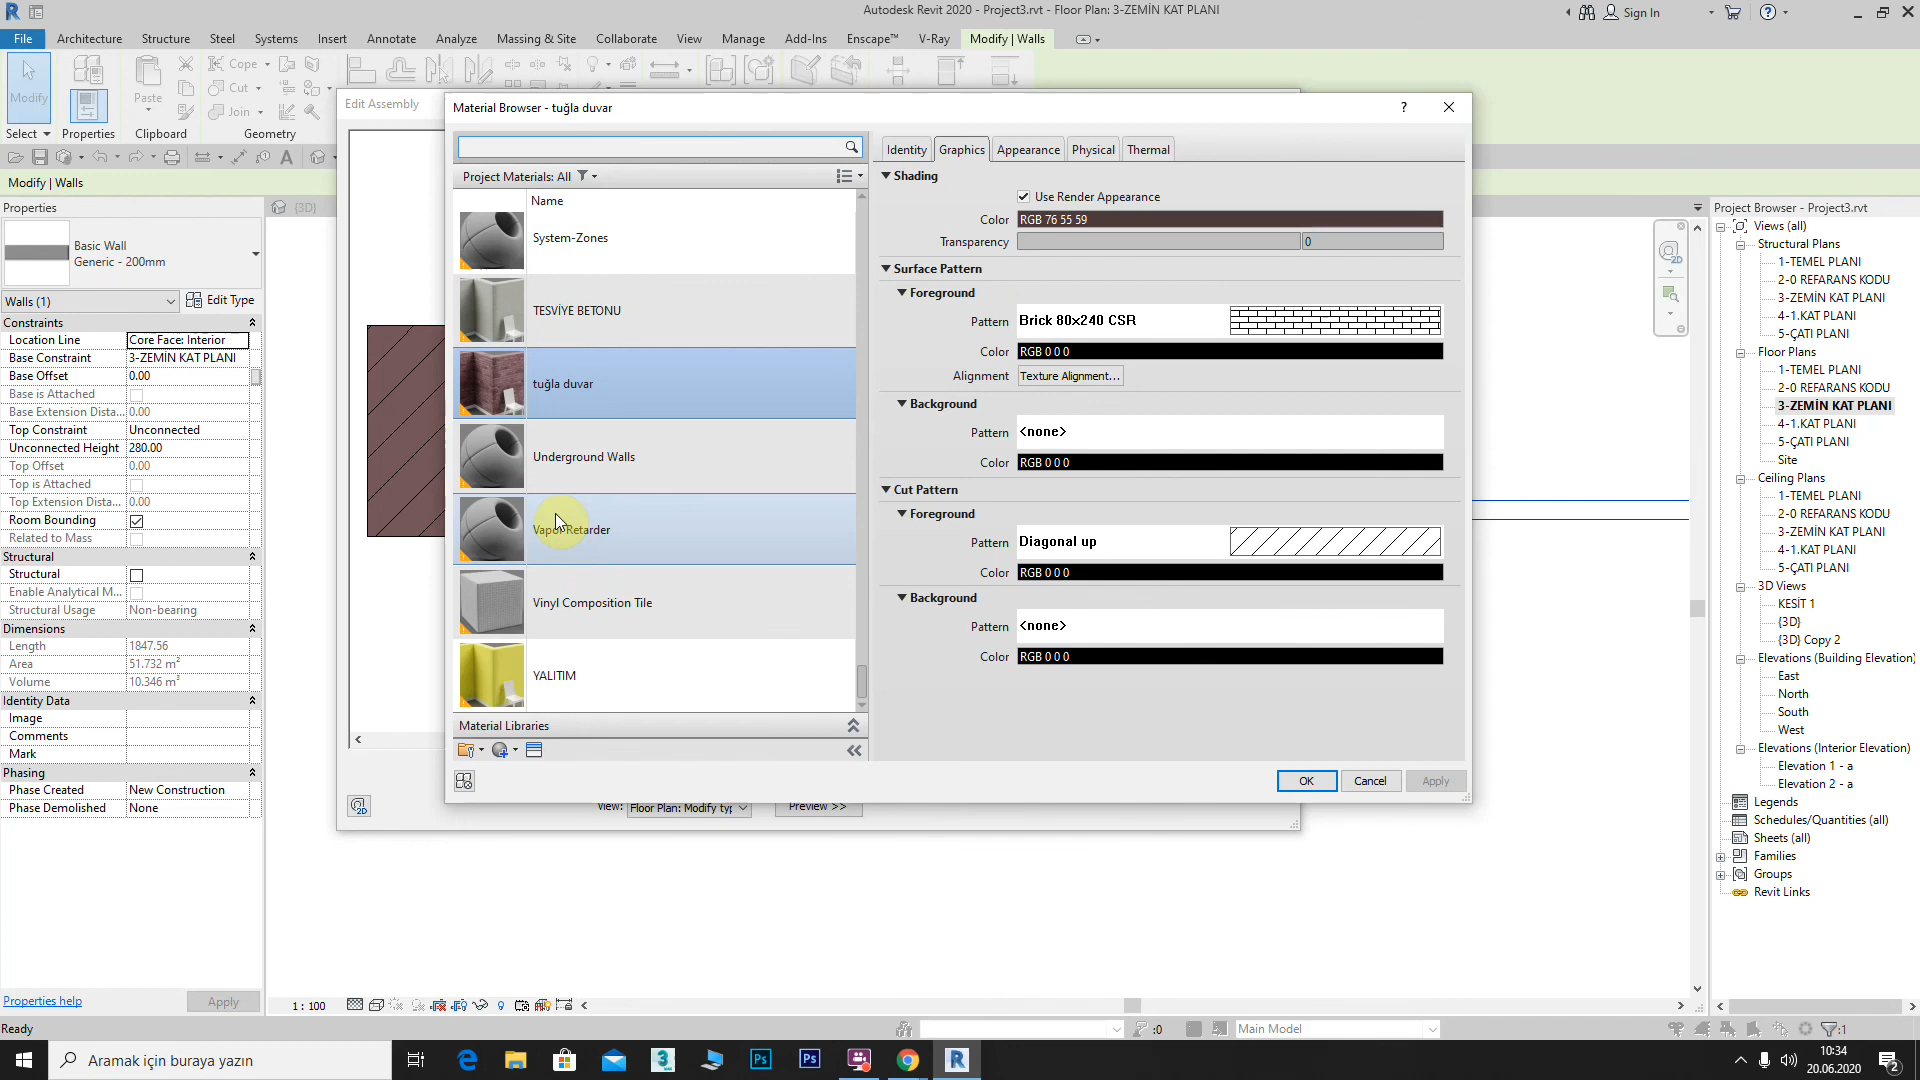 Autodesk Revit 2020 - Project3.rvt - Floor Plan: 3-ZEMİN KAT PLANI
Sign In
File
Architecture
Structure
Steel
Systems
Insert
Annotate
Analyze
Massing & Site
Collaborate
View
Manage
Add-Ins
Enscape™
V-Ray
Modify | Walls
Modify
Paste
Cope
Cut
Join
Select
Properties
Clipboard
Geometry
Modify | Walls
Properties
Basic Wall
Generic - 200mm
Walls (1)
Edit Type
Constraints
Location Line
Core Face: Interior
Base Constraint
3-ZEMİN KAT PLANI
Base Offset
0.00
Base is Attached
Base Extension Dista...
0.00
Top Constraint
Unconnected
Unconnected Height
280.00
Top Offset
0.00
Top is Attached
Top Extension Dista...
0.00
Room Bounding
Related to Mass
Structural
Structural
Enable Analytical M...
Structural Usage
Non-bearing
Dimensions
Length
1847.56
Area
51.732 m²
Volume
10.346 m³
Identity Data
Image
Comments
Mark
Phasing
Phase Created
New Construction
Phase Demolished
None
Properties help
Apply
{3D}
Edit Assembly
Material Browser - tuğla duvar
Project Materials: All
Name
System-Zones
TESVİYE BETONU
tuğla duvar
Underground Walls
Vapor Retarder
Vinyl Composition Tile
YALITIM
Material Libraries
Identity
Graphics
Appearance
Physical
Thermal
Shading
Use Render Appearance
Color
RGB 76 55 59
Transparency
0
Surface Pattern
Foreground
Pattern
Brick 80x240 CSR
Color
RGB 0 0 0
Alignment
Texture Alignment...
Background
Pattern
<none>
Color
RGB 0 0 0
Cut Pattern
Foreground
Pattern
Diagonal up
Color
RGB 0 0 0
Background
Pattern
<none>
Color
RGB 0 0 0
OK
Cancel
Apply
View:
Floor Plan: Modify
Preview >>
Project Browser - Project3.rvt
Views (all)
Structural Plans
1-TEMEL PLANI
2-0 REFARANS KODU
3-ZEMİN KAT PLANI
4-1.KAT PLANI
5-ÇATI PLANI
Floor Plans
1-TEMEL PLANI
2-0 REFARANS KODU
3-ZEMİN KAT PLANI
4-1.KAT PLANI
5-ÇATI PLANI
Site
Ceiling Plans
1-TEMEL PLANI
2-0 REFARANS KODU
3-ZEMİN KAT PLANI
4-1.KAT PLANI
5-ÇATI PLANI
3D Views
KESİT 1
{3D}
{3D} Copy 2
Elevations (Building Elevation)
East
North
South
West
Elevations (Interior Elevation)
Elevation 1 - a
Elevation 2 - a
Legends
Schedules/Quantities (all)
Sheets (all)
Families
Groups
Revit Links
1 : 100
Ready
:0
Main Model
:1
Aramak için buraya yazın
10:34
20.06.2020
2